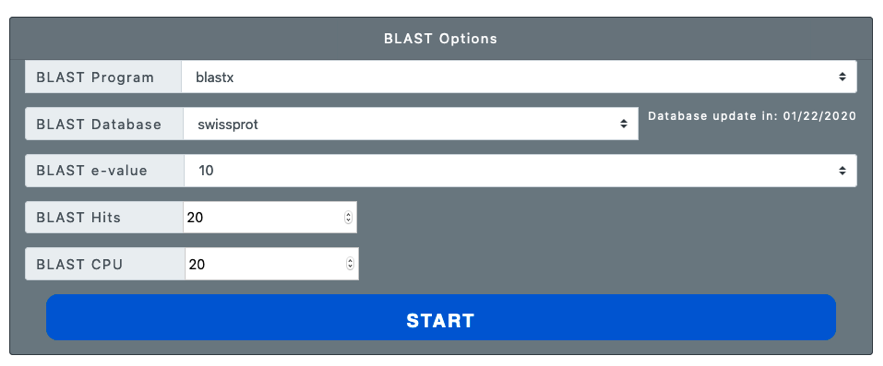 BLAST Options
BLAST Program blastx
BLAST Database swissprot Database update in: 01/22/2020
BLAST e-value 10
BLAST Hits 20
BLAST CPU 20
START